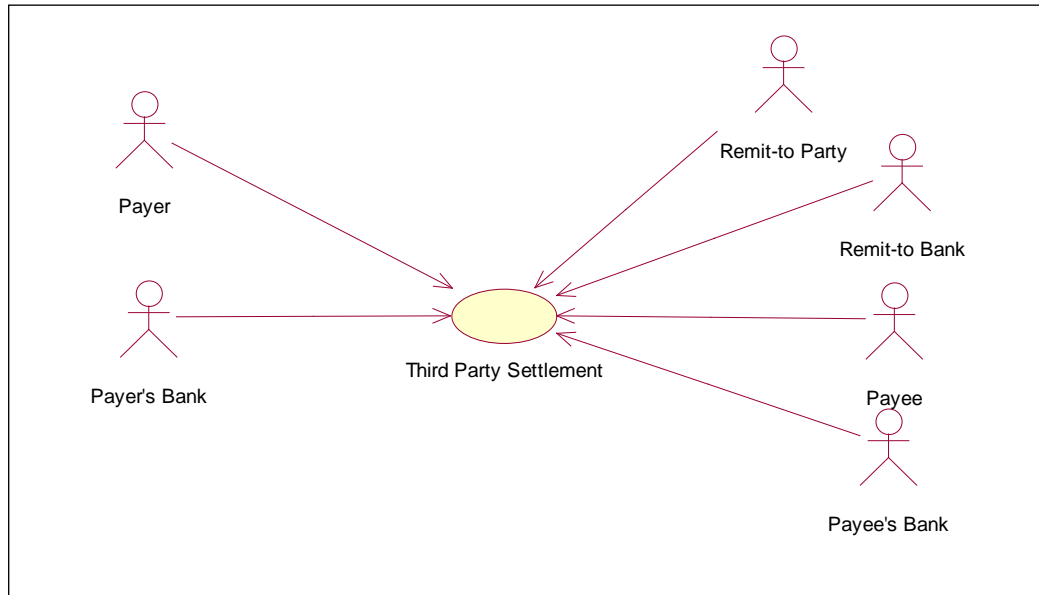 Payer
Payer's Bank
Third Party Settlement
Remit-to Party
Remit-to Bank
Payee
Payee's Bank